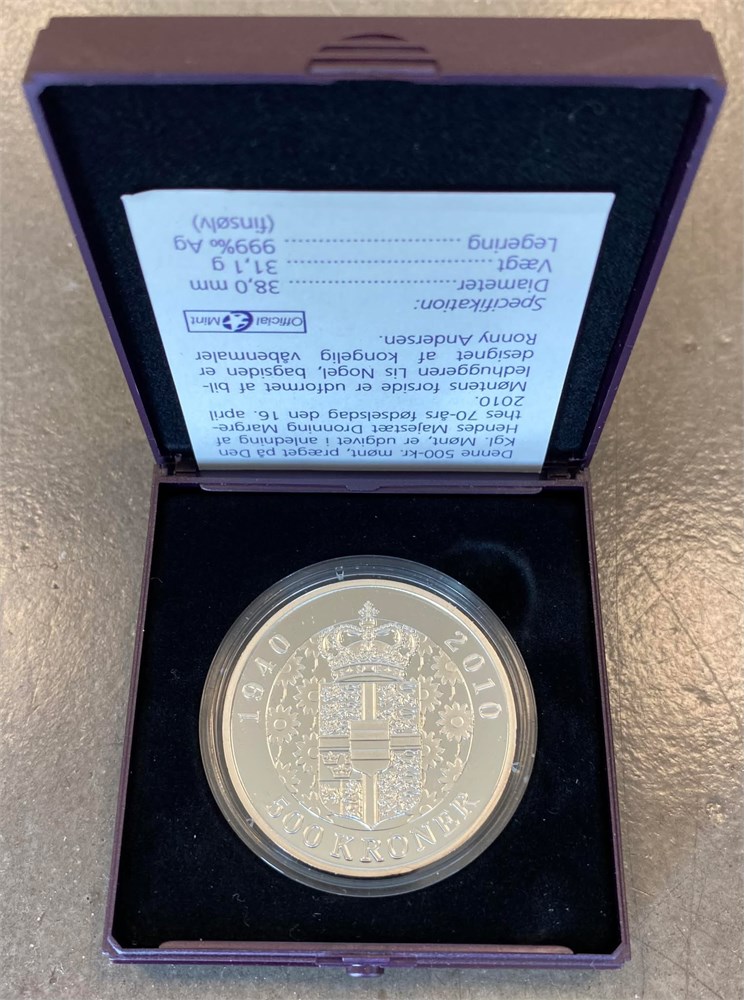 Denne 500-kr. mønt, præget på Den
Kgl. Mønt, er udgivet i anledning af
Hendes Majestæt Dronning Margre-
thes 70-års fødselsdag den 16. april
2010.
Møntens forside er udformet af bil-
ledhuggeren Lis Nogel, bagsiden er
designet af kongelig våbenmaler
Ronny Andersen.
Official Mint
Specifikation:
Diameter.............................. 38,0 mm
Vægt .................................... 31,1 g
Legering .......................... 999‰ Ag
(finsølv)
1940 2010
500 KRONER